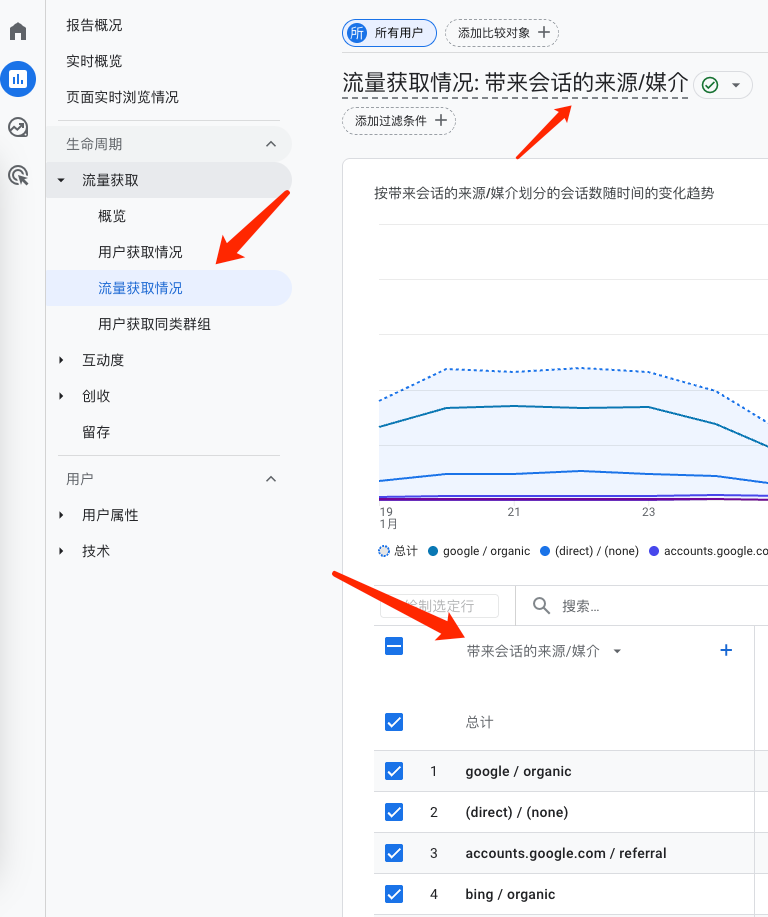 报告概况
实时概览
页面实时浏览情况
生命周期
流量获取
概览
用户获取情况
流量获取情况
用户获取同类群组
互动度
创收
留存
用户
用户属性
技术
所 所有用户
添加比较对象
流量获取情况: 带来会话的来源/媒介
添加过滤条件
按带来会话的来源/媒介划分的会话数随时间的变化趋势
19 21 23
1月
总计 google / organic (direct) / (none) accounts.google.co
绘制选定行
搜索...
带来会话的来源/媒介
总计
1 google / organic
2 (direct) / (none)
3 accounts.google.com / referral
4 bing / organic